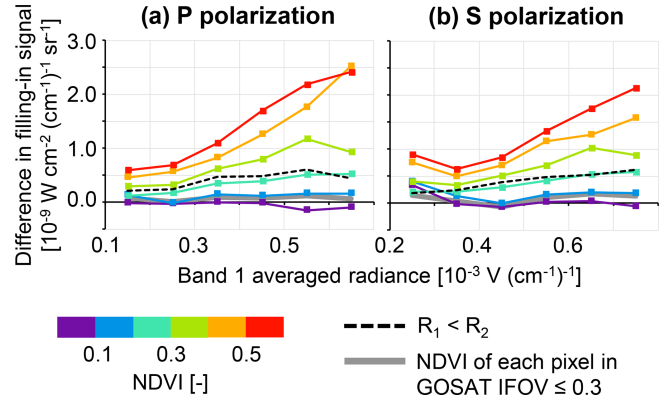 (a) P polarization
(b) S polarization
Difference in filling-in signal
[10⁻⁹ W cm⁻² (cm⁻¹)⁻¹ sr⁻¹]
3.0
2.5
2.0
1.5
1.0
0.5
0.0
0.1
0.3
0.5
0.2
0.4
0.6
Band 1 averaged radiance [10⁻³ V (cm⁻¹)⁻¹]
0.1
0.3
0.5
NDVI [-]
R₁ < R₂
NDVI of each pixel in
GOSAT IFOV ≤ 0.3